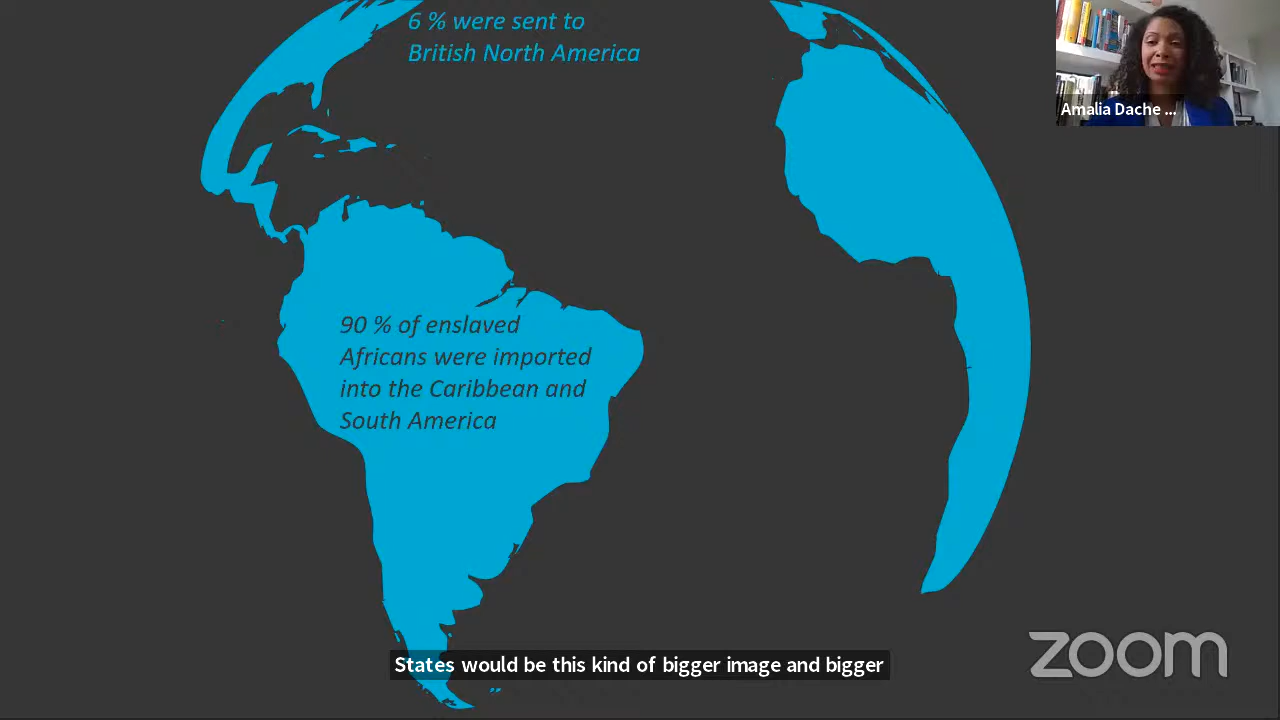 6 % were sent to
British North America
Amalia Dache ...
90 % of enslaved
Africans were imported
into the Caribbean and
South America
zoom
States would be this kind of bigger image and bigger